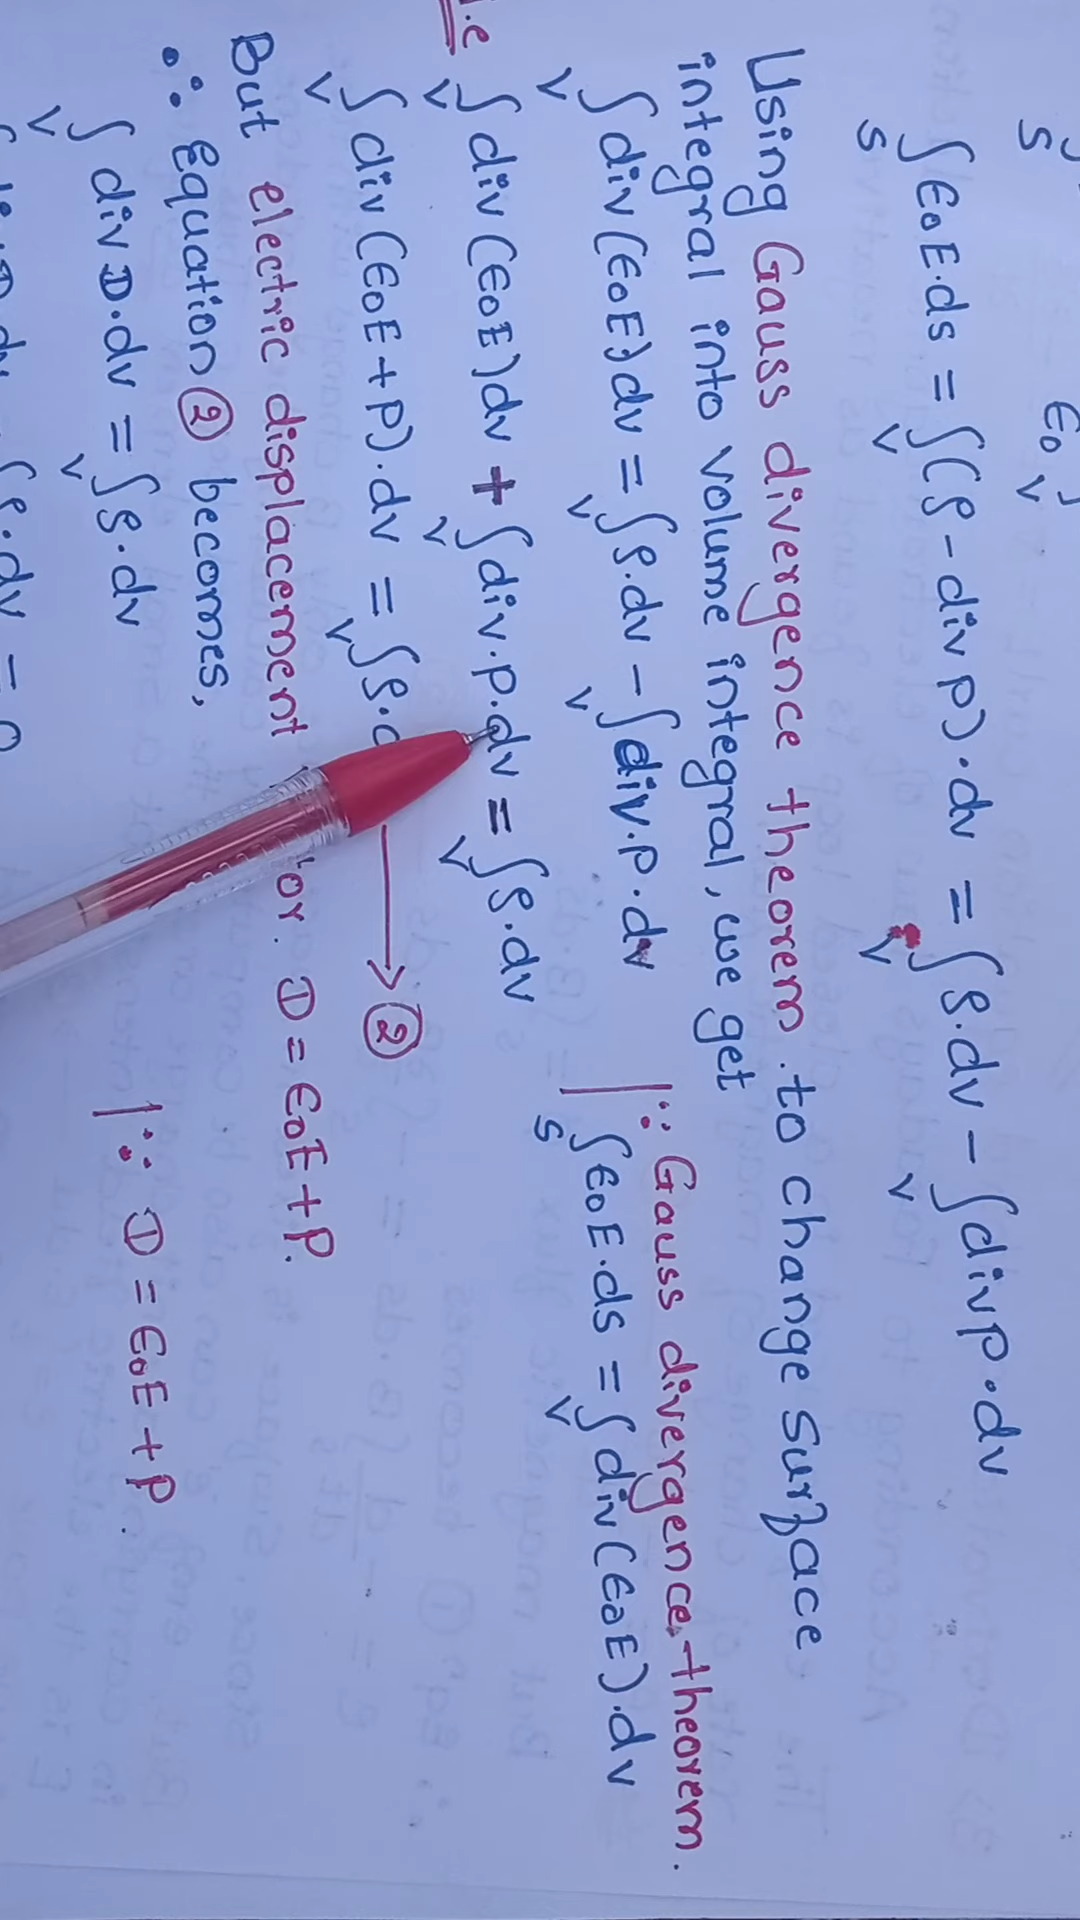 ∫S ε₀E.ds = ∫V (ρ - div P).dv = ∫V ρ.dv - ∫V div P.dv
Using Gauss divergence theorem. to change surface
integral into volume integral, we get
∫V div (ε₀E) dv = ∫V ρ.dv - ∫V div.P.dv
∵ Gauss divergence theorem.
∫S ε₀E.ds = ∫V div (ε₀E).dv
i.e ∫V div (ε₀E) dv + ∫V div.P.dv = ∫V ρ.dv
∫V div (ε₀E + P).dv = ∫V ρ. → ②
But electric displacement D = ε₀E + P.
∴ Equation ② becomes,
∫V div D.dv = ∫V ρ.dv |∵ D = ε₀E + P.